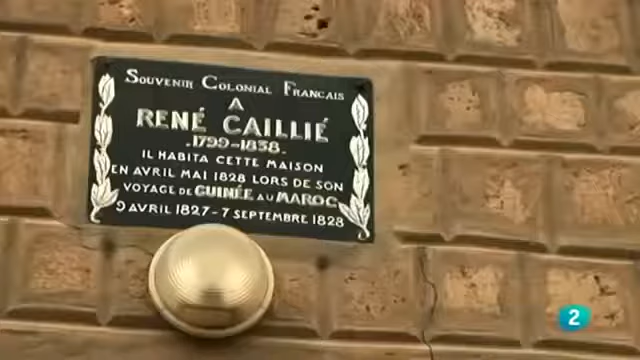 SOUVENIR COLONIAL FRANCAIS
A
RENÉ CAILLIÉ
-1799-1838-
IL HABITA CETTE MAISON
EN AVRIL MAI 1828 LORS DE SON
VOYAGE DE GUINÉE AU MAROC
9 AVRIL 1827-7 SEPTEMBRE 1828
2